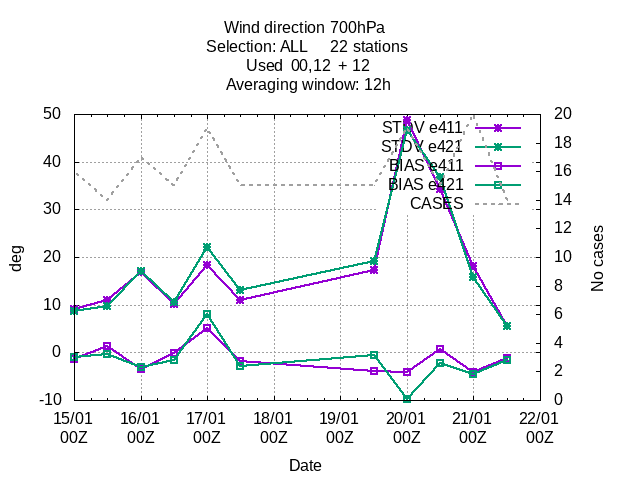 Wind direction 700hPa
Selection: ALL 22 stations
Used 00,12 + 12
Averaging window: 12h
50
40
30
20
10
0
-10
20
18
16
14
12
10
8
6
4
2
0
STDV e411
STDV e421
BIAS e411
BIAS e421
CASES
deg
No cases
15/01 16/01 17/01 18/01 19/01 20/01 21/01 22/01
00Z 00Z 00Z 00Z 00Z 00Z 00Z 00Z
Date